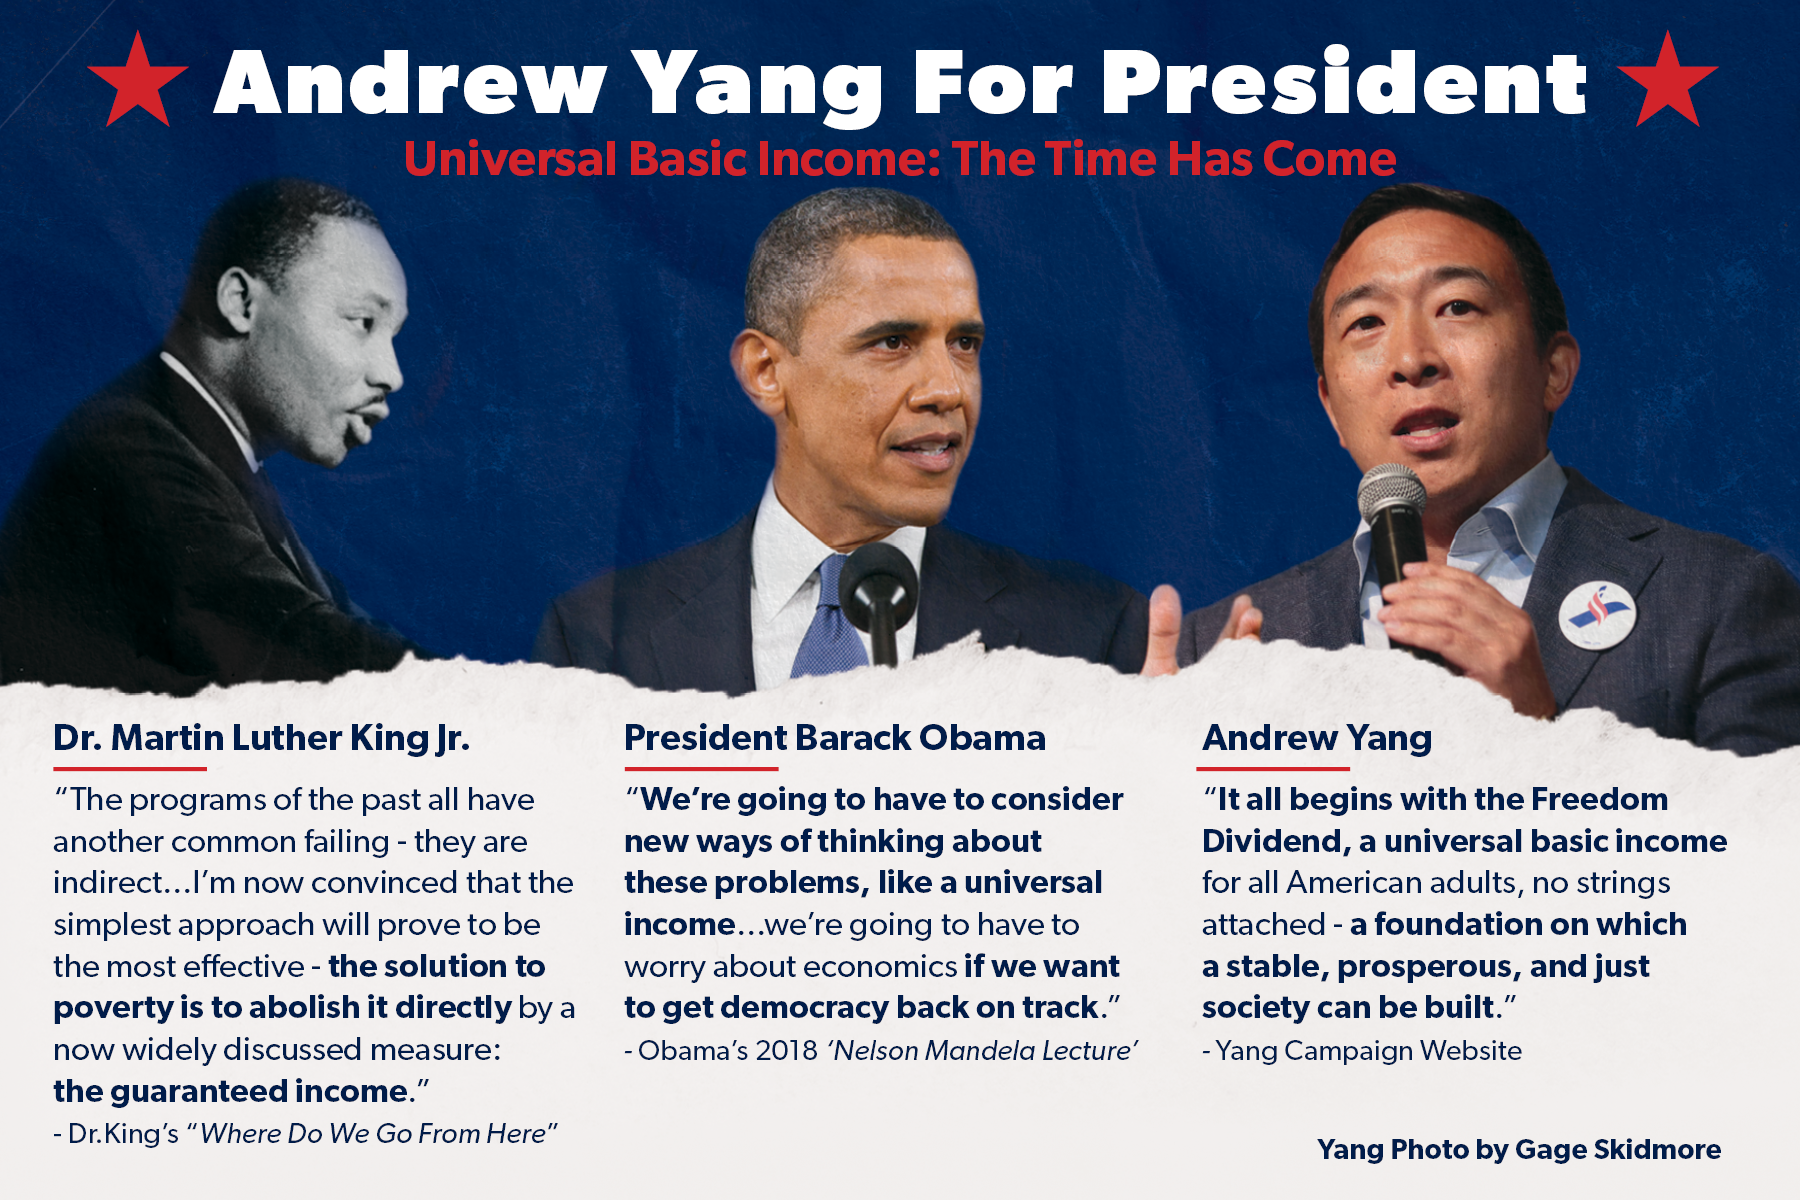 Andrew Yang For President
Universal Basic Income: The Time Has Come
Dr. Martin Luther King Jr.
“The programs of the past all have
another common failing - they are
indirect...I’m now convinced that the
simplest approach will prove to be
the most effective - the solution to
poverty is to abolish it directly by a
now widely discussed measure:
the guaranteed income.”
- Dr.King’s “Where Do We Go From Here”
President Barack Obama
“We’re going to have to consider
new ways of thinking about
these problems, like a universal
income...we’re going to have to
worry about economics if we want
to get democracy back on track.”
- Obama’s 2018 ‘Nelson Mandela Lecture’
Andrew Yang
“It all begins with the Freedom
Dividend, a universal basic income
for all American adults, no strings
attached - a foundation on which
a stable, prosperous, and just
society can be built.”
- Yang Campaign Website
Yang Photo by Gage Skidmore